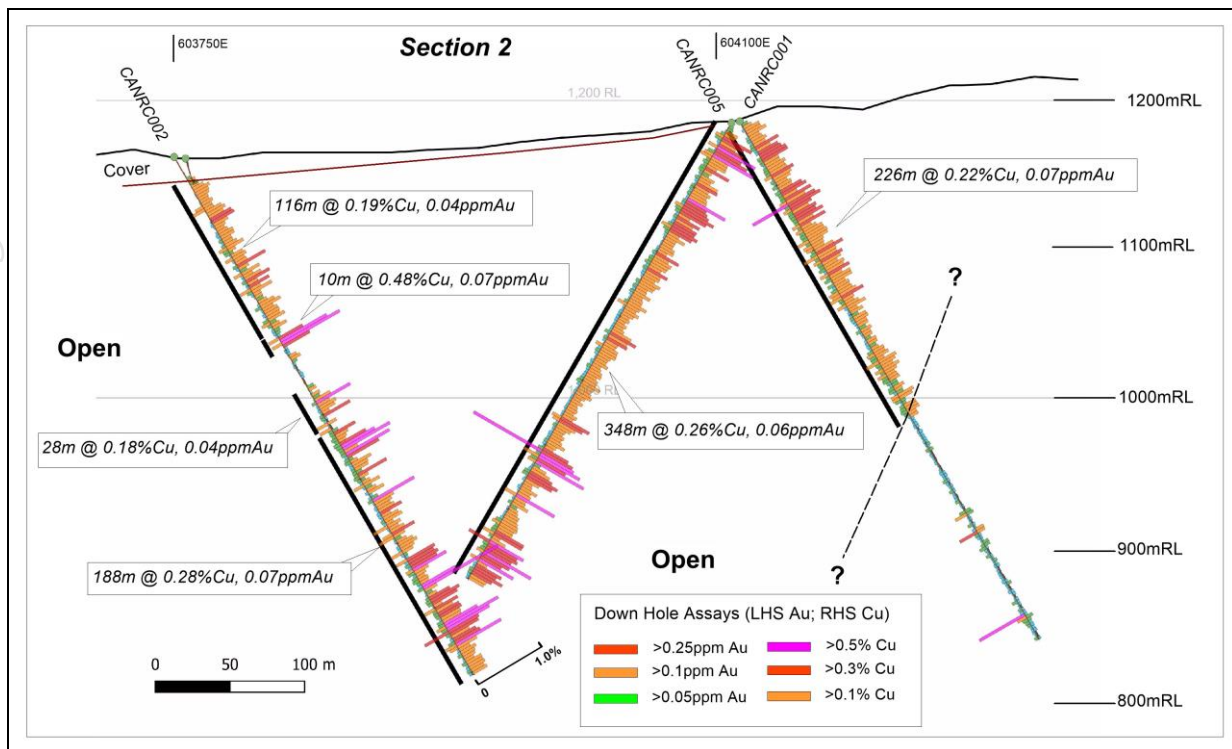 603750E
Section 2
604100E
CANRC002
CANRC005
CANRC001
1,200 RL
1200mRL
Cover
116m @ 0.19%Cu, 0.04ppmAu
226m @ 0.22%Cu, 0.07ppmAu
1100mRL
10m @ 0.48%Cu, 0.07ppmAu
?
Open
RL
1000mRL
348m @ 0.26%Cu, 0.06ppmAu
28m @ 0.18%Cu, 0.04ppmAu
900mRL
Open
?
188m @ 0.28%Cu, 0.07ppmAu
Down Hole Assays (LHS Au; RHS Cu)
>0.25ppm Au
>0.5% Cu
>0.1ppm Au
>0.3% Cu
>0.05ppm Au
>0.1% Cu
1.0%
0
0 50 100 m
800mRL